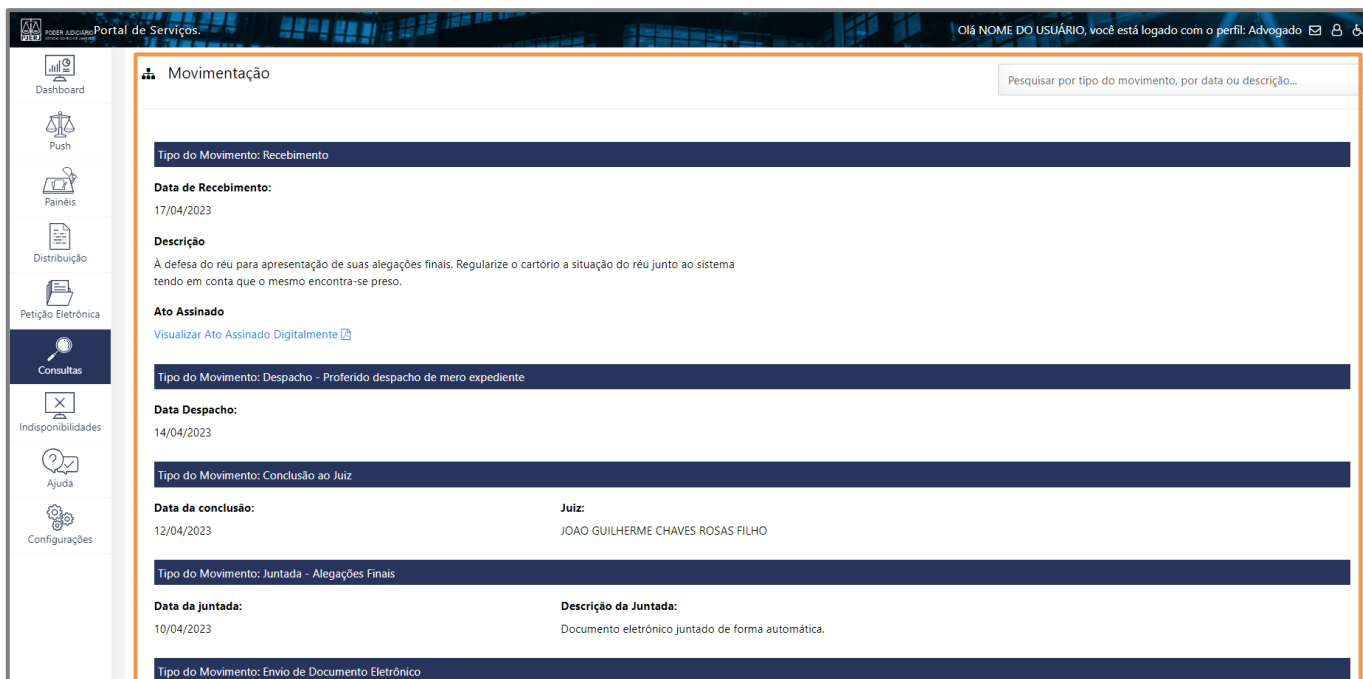 PJERJ PODER JUDICIÁRIO
ESTADO DO RIO DE JANEIRO
Portal de Serviços.
Olá NOME DO USUÁRIO, você está logado com o perfil: Advogado
Dashboard
Push
Painéis
Distribuição
Petição Eletrônica
Consultas
Indisponibilidades
Ajuda
Configurações
Movimentação
Pesquisar por tipo do movimento, por data ou descrição...
Tipo do Movimento: Recebimento
Data de Recebimento:
17/04/2023
Descrição
À defesa do réu para apresentação de suas alegações finais. Regularize o cartório a situação do réu junto ao sistema
tendo em conta que o mesmo encontra-se preso.
Ato Assinado
Visualizar Ato Assinado Digitalmente
Tipo do Movimento: Despacho - Proferido despacho de mero expediente
Data Despacho:
14/04/2023
Tipo do Movimento: Conclusão ao Juiz
Data da conclusão: Juiz:
12/04/2023 JOAO GUILHERME CHAVES ROSAS FILHO
Tipo do Movimento: Juntada - Alegações Finais
Data da juntada: Descrição da Juntada:
10/04/2023 Documento eletrônico juntado de forma automática.
Tipo do Movimento: Envio de Documento Eletrônico